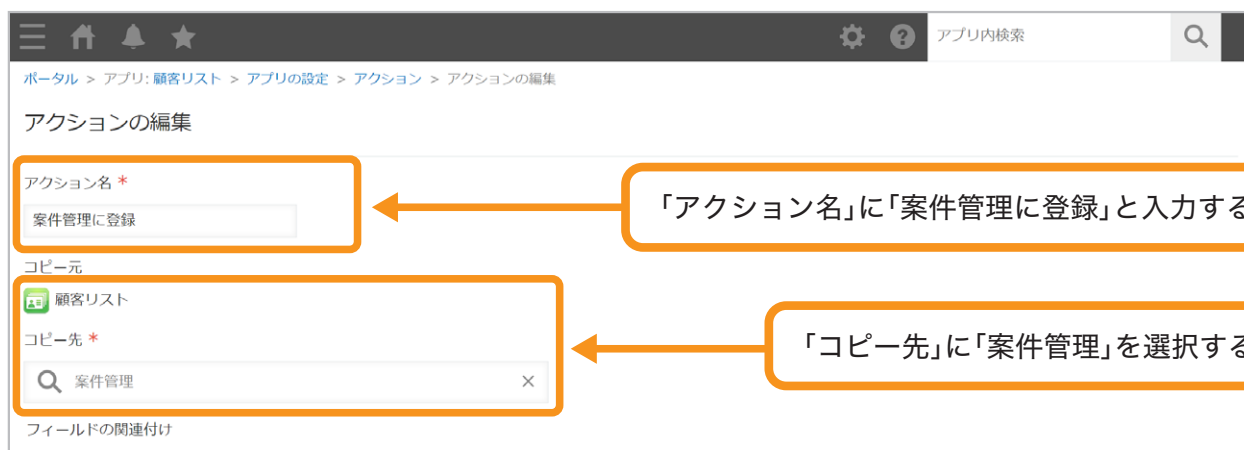 アプリ内検索
ポータル > アプリ: 顧客リスト > アプリの設定 > アクション > アクションの編集
アクションの編集
アクション名 *
案件管理に登録
「アクション名」に「案件管理に登録」と入力する
コピー元
顧客リスト
コピー先 *
「コピー先」に「案件管理」を選択する
案件管理
フィールドの関連付け